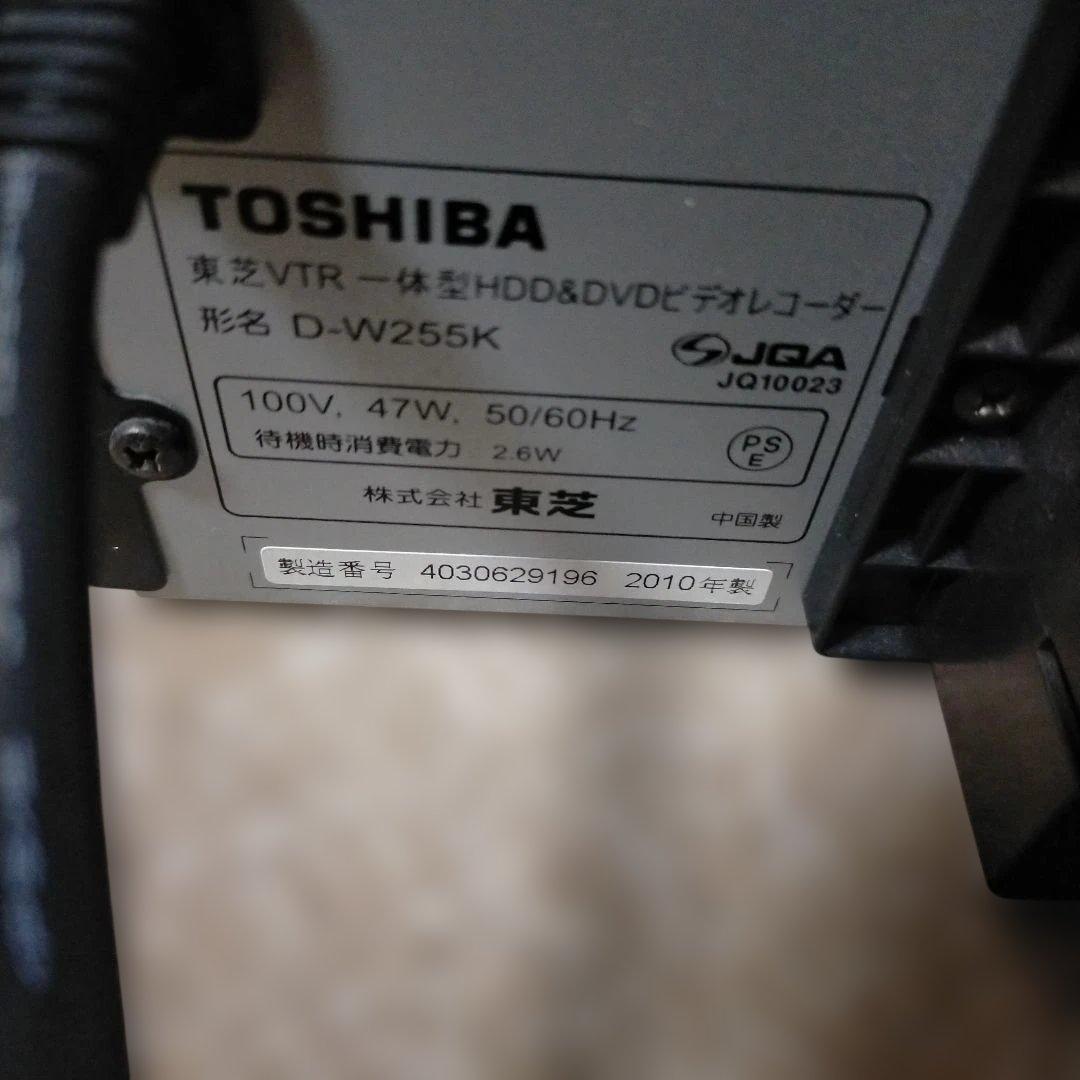 TOSHIBA
東芝VTR 一体型HDD&DVDビデオレコーダー
形名 D-W255K
JQA
JQ10023
100V, 47W, 50/60Hz
待機時消費電力 2.6W
PS
E
株式会社 東芝
中国製
製造番号 4030629196 2010年製